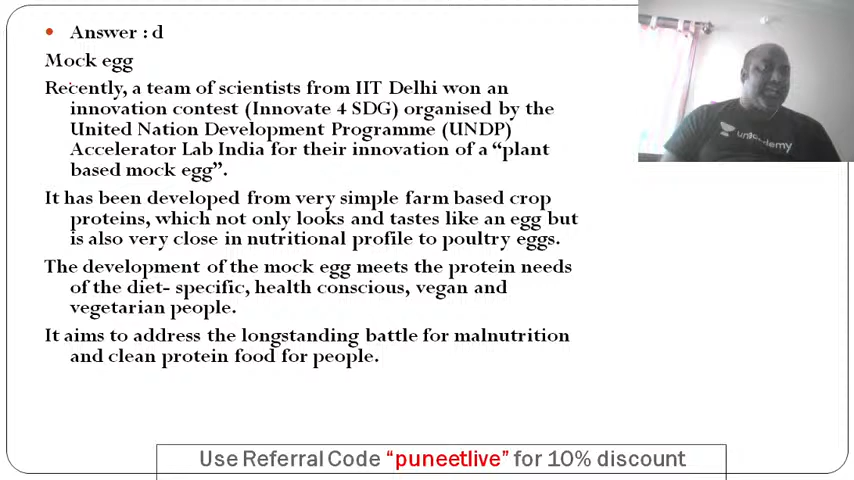 Answer : d
Mock egg
Recently, a team of scientists from IIT Delhi won an
innovation contest (Innovate 4 SDG) organised by the
United Nation Development Programme (UNDP)
Accelerator Lab India for their innovation of a “plant
based mock egg”.
It has been developed from very simple farm based crop
proteins, which not only looks and tastes like an egg but
is also very close in nutritional profile to poultry eggs.
The development of the mock egg meets the protein needs
of the diet- specific, health conscious, vegan and
vegetarian people.
It aims to address the longstanding battle for malnutrition
and clean protein food for people.
unacademy
Use Referral Code “puneetlive” for 10% discount